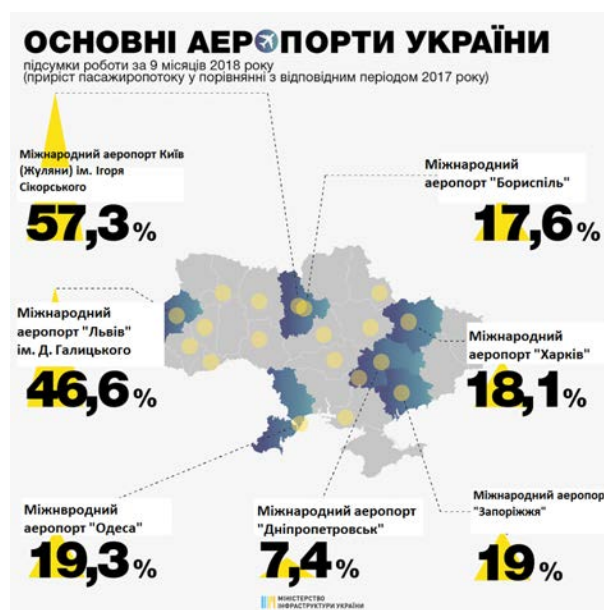 ОСНОВНІ АЕРОПОРТИ УКРАЇНИ
підсумки роботи за 9 місяців 2018 року
(приріст пасажиропотоку у порівнянні з відповідним періодом 2017 року)
Міжнародний аеропорт Київ
(Жуляни) ім. Ігоря
Сікорського
57,3%
Міжнародний
аеропорт "Бориспіль"
17,6%
Міжнародний
аеропорт "Львів"
ім. Д. Галицького
46,6%
Міжнародний
аеропорт "Харків"
18,1%
Міжнвродний
аеропорт "Одеса"
19,3%
Міжнародний аеропорт
"Дніпропетровськ"
7,4%
Міжнародний аеропорт
"Запоріжжя"
19%
МІНІСТЕРСТВО
ІНФРАСТРУКТУРИ УКРАЇНИ